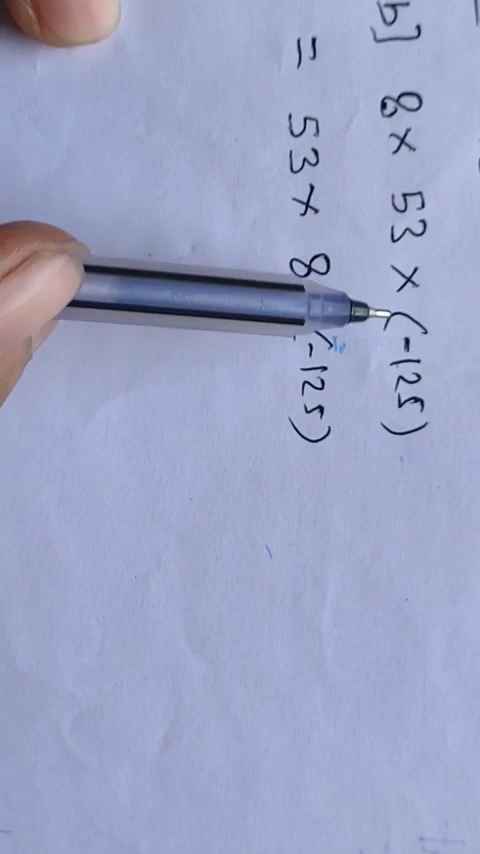 b] 8 × 53 × (-125)
= 53 × 8 (-125)